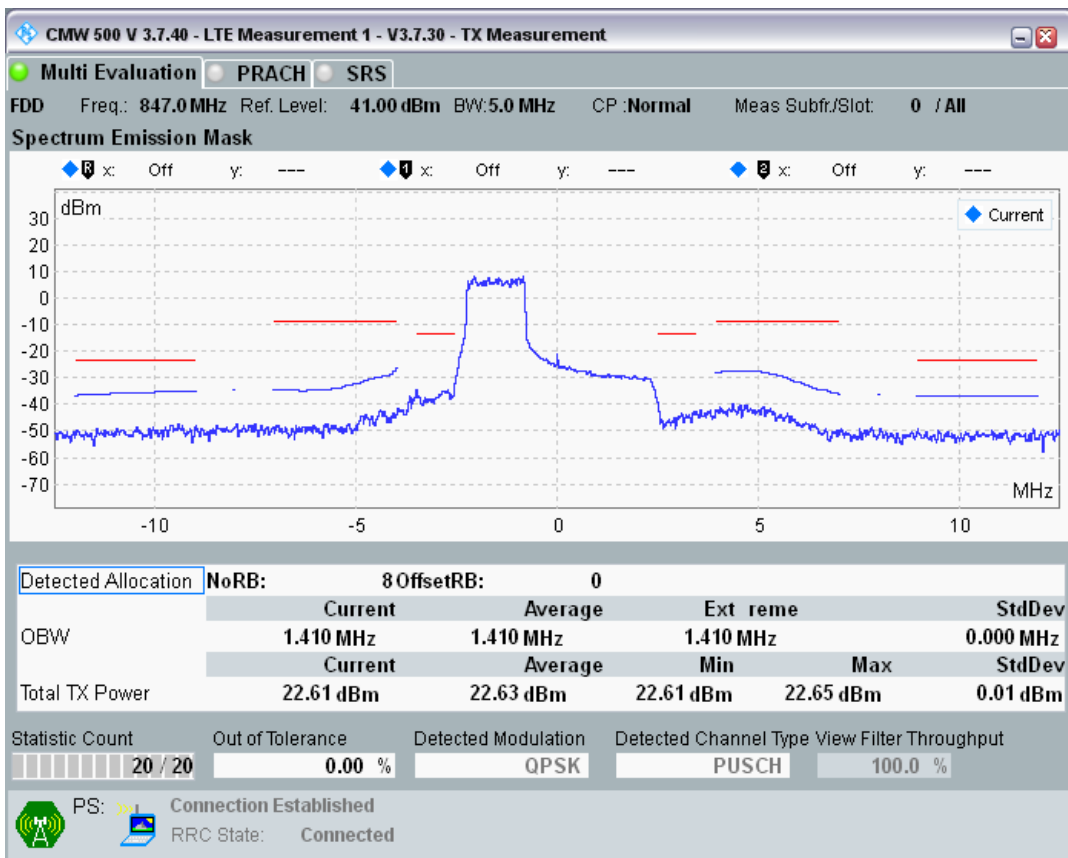 CMW 500 V 3.7.40 - LTE Measurement 1 - V3.7.30 - TX Measurement
Multi Evaluation PRACH SRS
FDD Freq.: 847.0 MHz Ref. Level: 41.00 dBm BW:5.0 MHz CP :Normal Meas Subfr./Slot: 0 / All
Spectrum Emission Mask
R x: Off y: --- 1 x: Off y: --- 2 x: Off y: ---
dBm
Current
30
20
10
0
-10
-20
-30
-40
-50
-60
-70
MHz
-10 -5 0 5 10
Detected Allocation NoRB: 8 OffsetRB: 0
Current Average Ext reme StdDev
OBW 1.410 MHz 1.410 MHz 1.410 MHz 0.000 MHz
Current Average Min Max StdDev
Total TX Power 22.61 dBm 22.63 dBm 22.61 dBm 22.65 dBm 0.01 dBm
Statistic Count Out of Tolerance Detected Modulation Detected Channel Type View Filter Throughput
20 / 20 0.00 % QPSK PUSCH 100.0 %
PS: Connection Established
RRC State: Connected